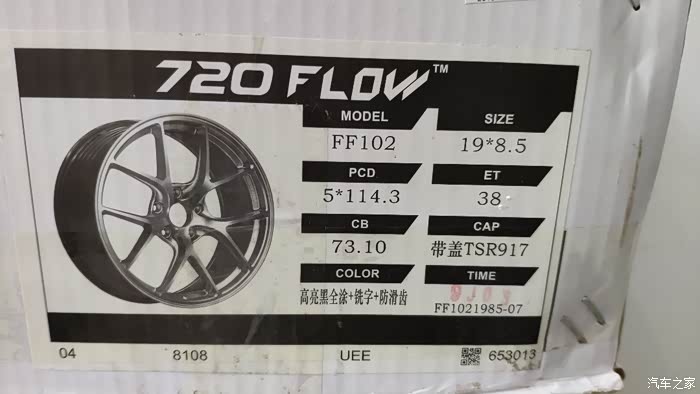 720 FLOW™
MODEL SIZE
FF102 19*8.5
PCD ET
5*114.3 38
CB CAP
73.10 带盖TSR917
COLOR TIME
高亮黑全涂+铣字+防滑齿
FF1021985-07
04 8108 UEE 653013
汽车之家